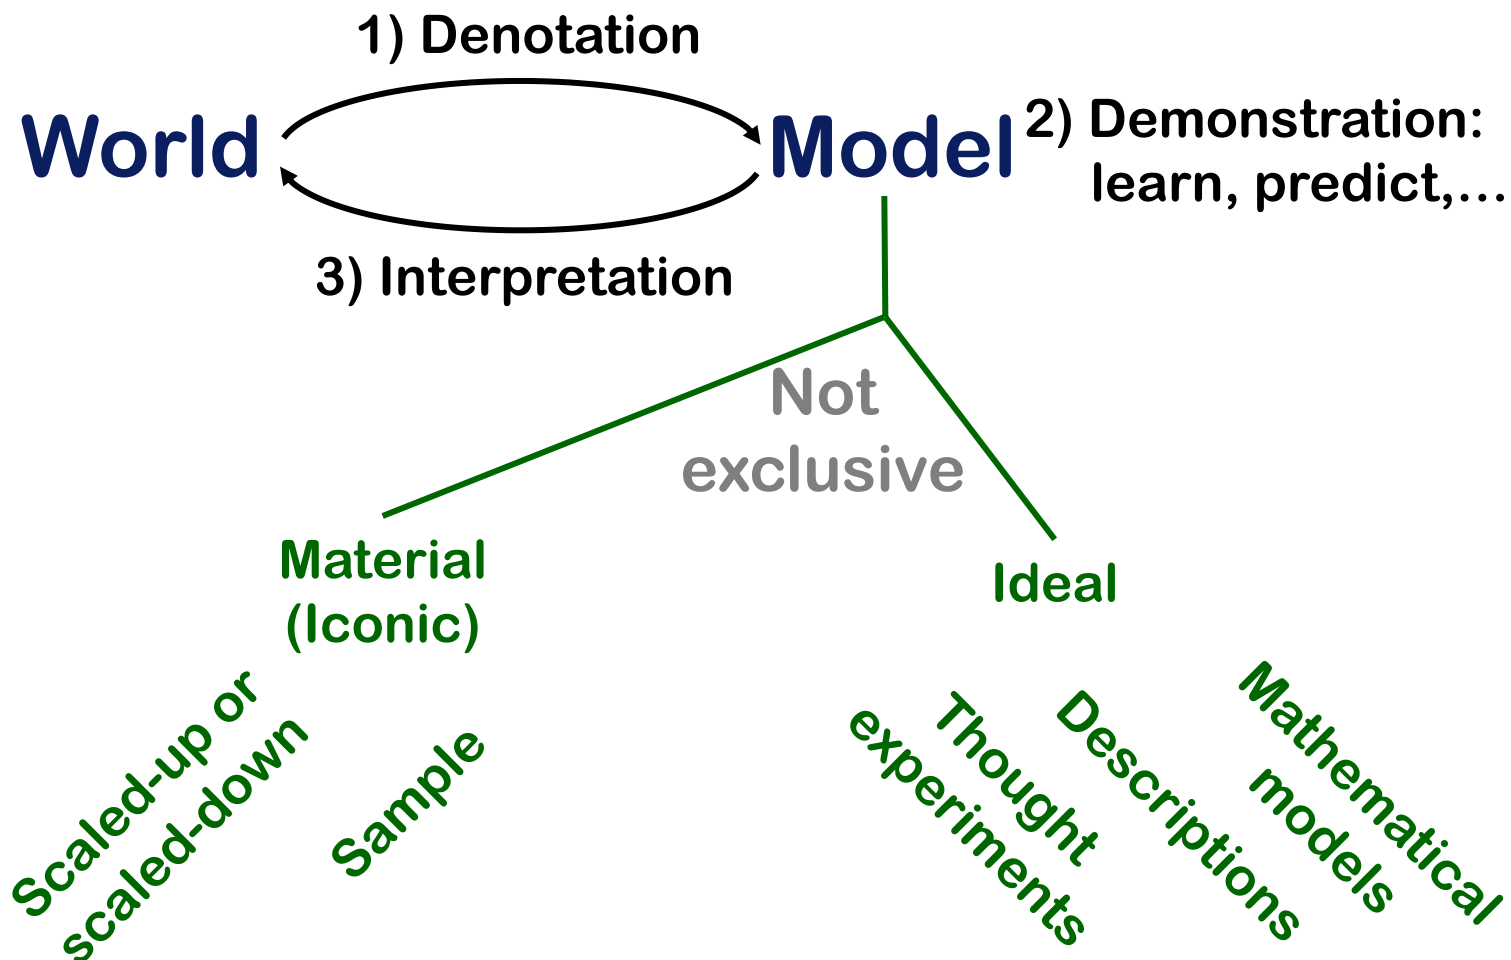 1) Denotation
World
Model
2) Demonstration:
learn, predict,...
3) Interpretation
Not
exclusive
Material
(Iconic)
Ideal
Scaled-up or
scaled-down
Sample
Thought
experiments
Descriptions
Mathematical
models